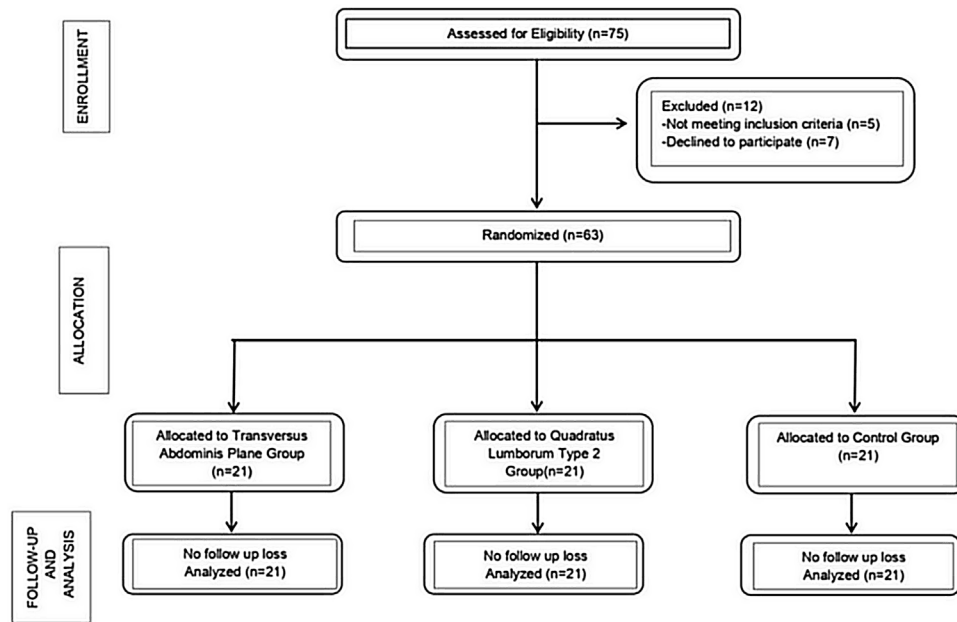 ENROLLMENT
Assessed for Eligibility (n=75)
Excluded (n=12)
-Not meeting inclusion criteria (n=5)
-Declined to participate (n=7)
ALLOCATION
Randomized (n=63)
Allocated to Transversus
Abdominis Plane Group
(n=21)
Allocated to Quadratus
Lumborum Type 2
Group(n=21)
Allocated to Control Group
(n=21)
FOLLOW-UP
AND
ANALYSIS
No follow up loss
Analyzed (n=21)
No follow up loss
Analyzed (n=21)
No follow up loss
Analyzed (n=21)